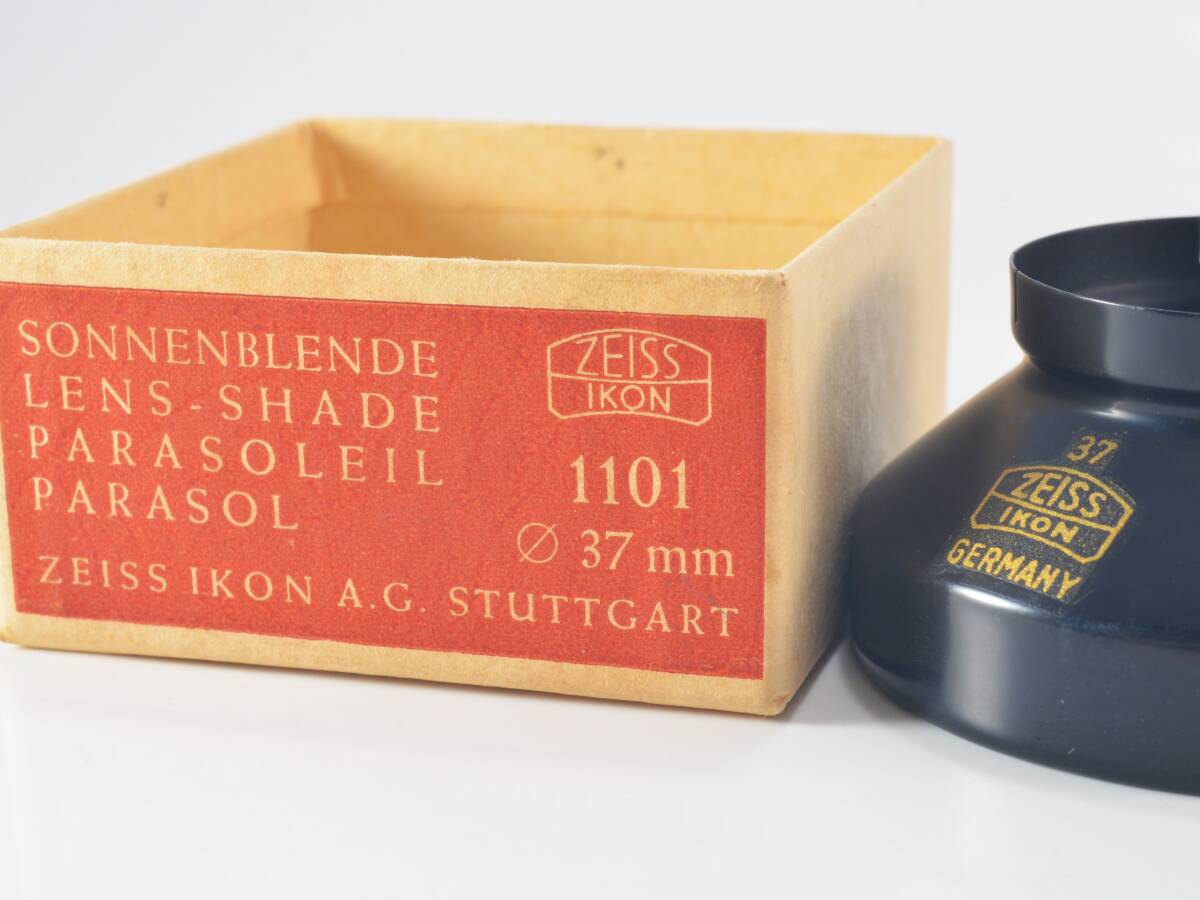 SONNENBLENDE
LENS-SHADE
PARASOLEIL
PARASOL
ZEISS
IKON
1101
∅ 37 mm
ZEISS IKON A.G. STUTTGART
37
ZEISS
IKON
GERMANY